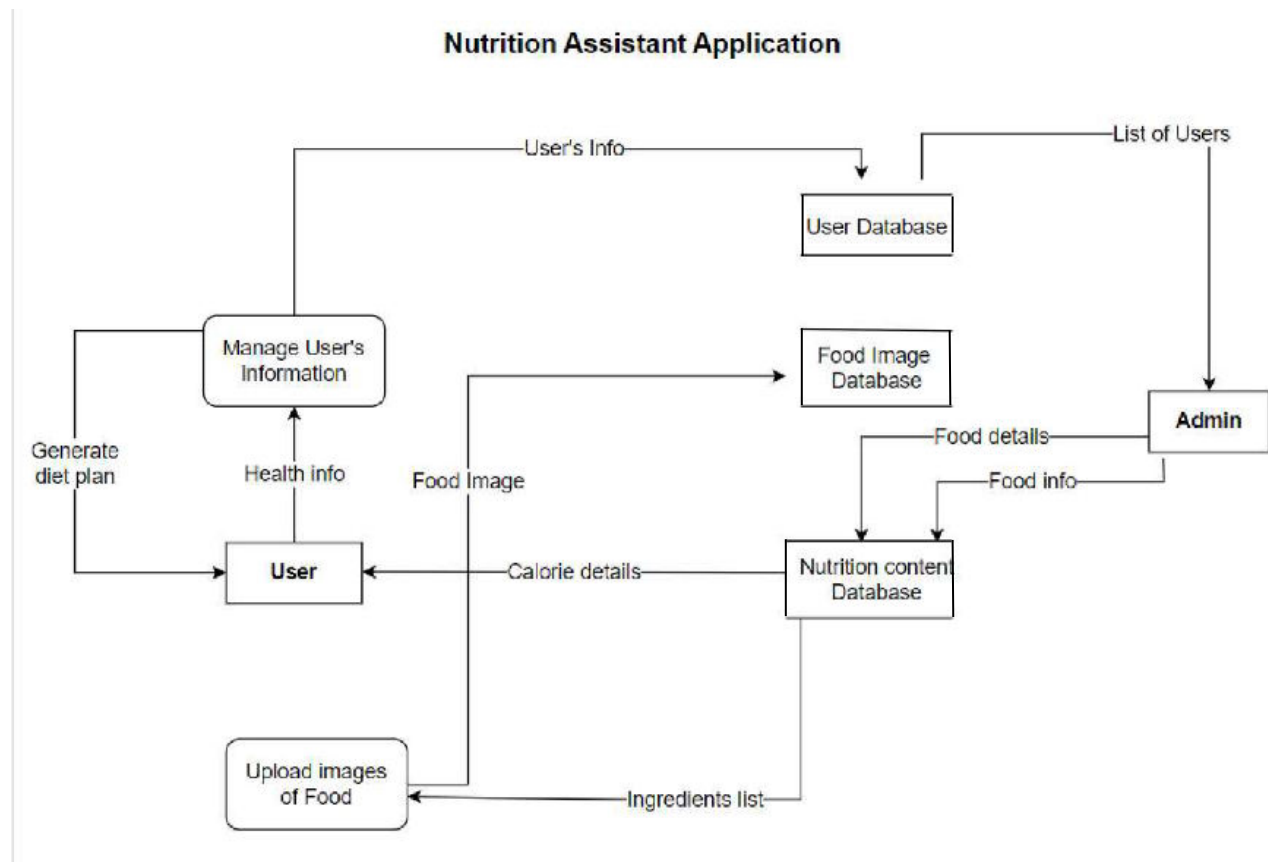 Nutrition Assistant Application
User's Info
List of Users
User Database
Manage User's
Information
Food Image
Database
Admin
Generate
diet plan
Health info
Food Image
Food details
Food info
User
Calorie details
Nutrition content
Database
Upload images
of Food
Ingredients list